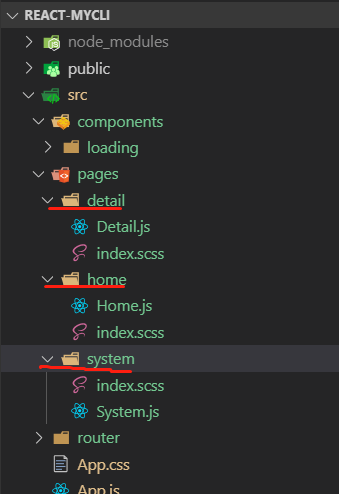 REACT-MYCLI
node_modules
public
src
components
loading
pages
detail
Detail.js
index.scss
home
Home.js
index.scss
system
index.scss
System.js
router
App.css
App.js